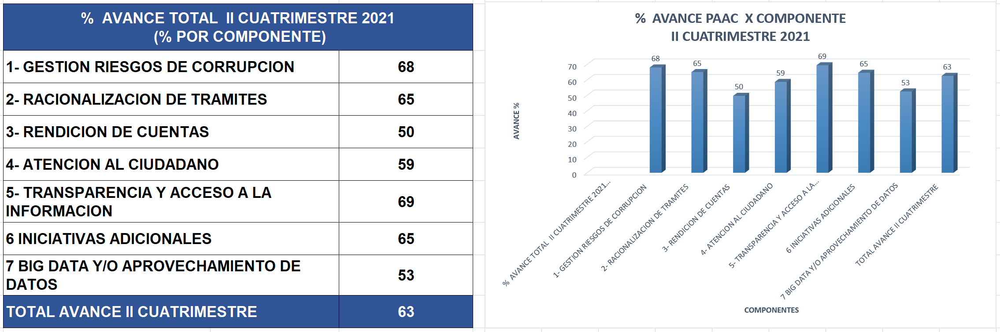 % AVANCE TOTAL II CUATRIMESTRE 2021
(% POR COMPONENTE)
1- GESTION RIESGOS DE CORRUPCION 68
2- RACIONALIZACION DE TRAMITES 65
3- RENDICION DE CUENTAS 50
4- ATENCION AL CIUDADANO 59
5- TRANSPARENCIA Y ACCESO A LA
INFORMACION 69
6 INICIATIVAS ADICIONALES 65
7 BIG DATA Y/O APROVECHAMIENTO DE
DATOS 53
TOTAL AVANCE II CUATRIMESTRE 63
% AVANCE PAAC X COMPONENTE
II CUATRIMESTRE 2021
AVANCE %
70
60
50
40
30
20
10
0
68
65
50
59
69
65
53
63
% AVANCE TOTAL II CUATRIMESTRE 2021...
1- GESTION RIESGOS DE CORRUPCION
2- RACIONALIZACION DE TRAMITES
3- RENDICION DE CUENTAS
4- ATENCION AL CIUDADANO
5- TRANSPARENCIA Y ACCESO A LA...
6 INICIATIVAS ADICIONALES
7 BIG DATA Y/O APROVECHAMIENTO DE DATOS
TOTAL AVANCE II CUATRIMESTRE
COMPONENTES